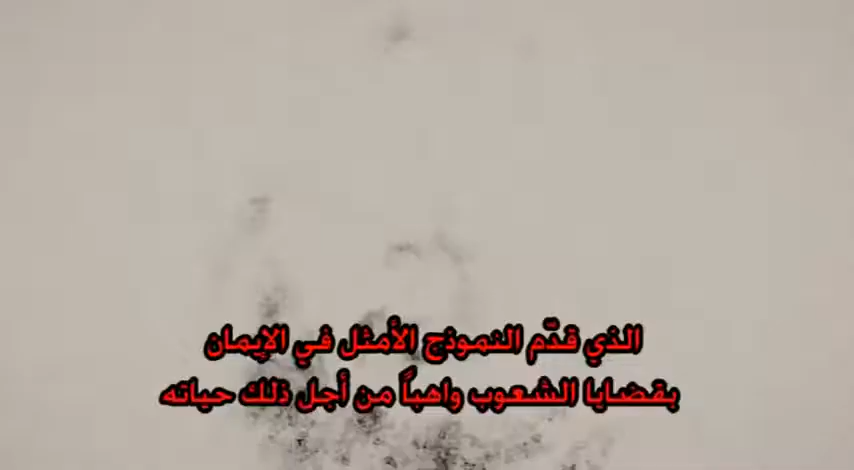 الذي قدّم النموذج الأمثل في الإيمان
بقضايا الشعوب واهباً من أجل ذلك حياته